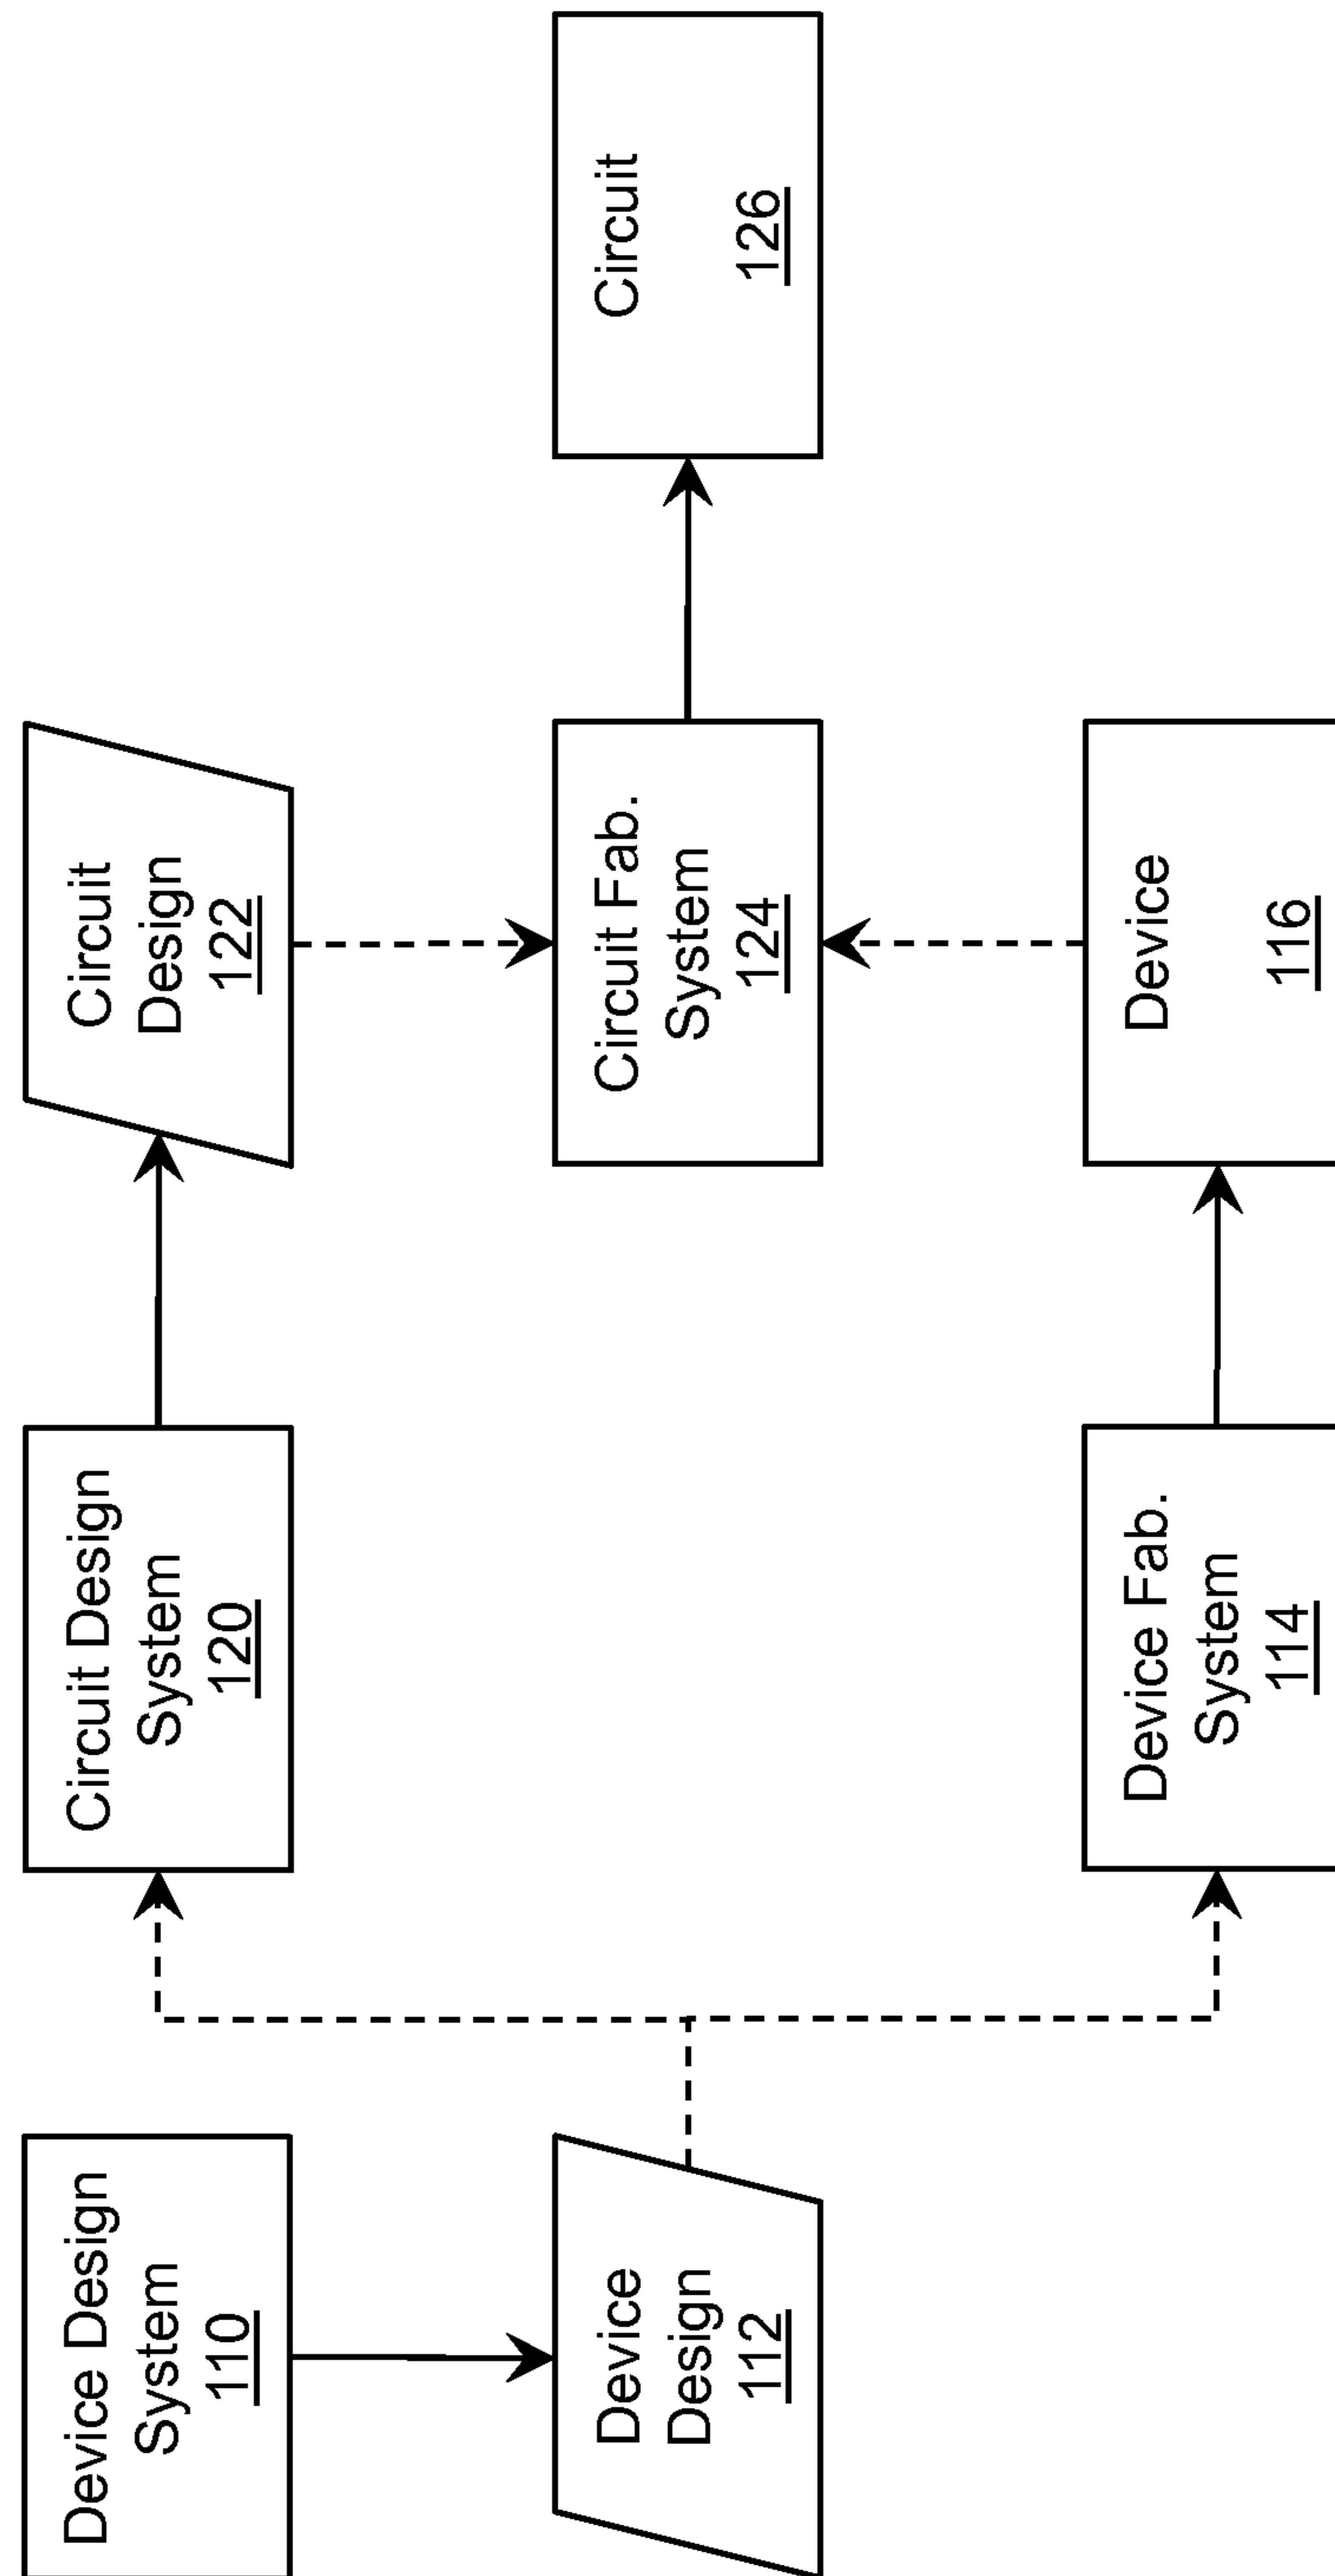 Device Design
System
110
Device
Design
112
Circuit Design
System
120
Device Fab.
System
114
Circuit
Design
122
Circuit Fab.
System
124
Device
116
Circuit
126